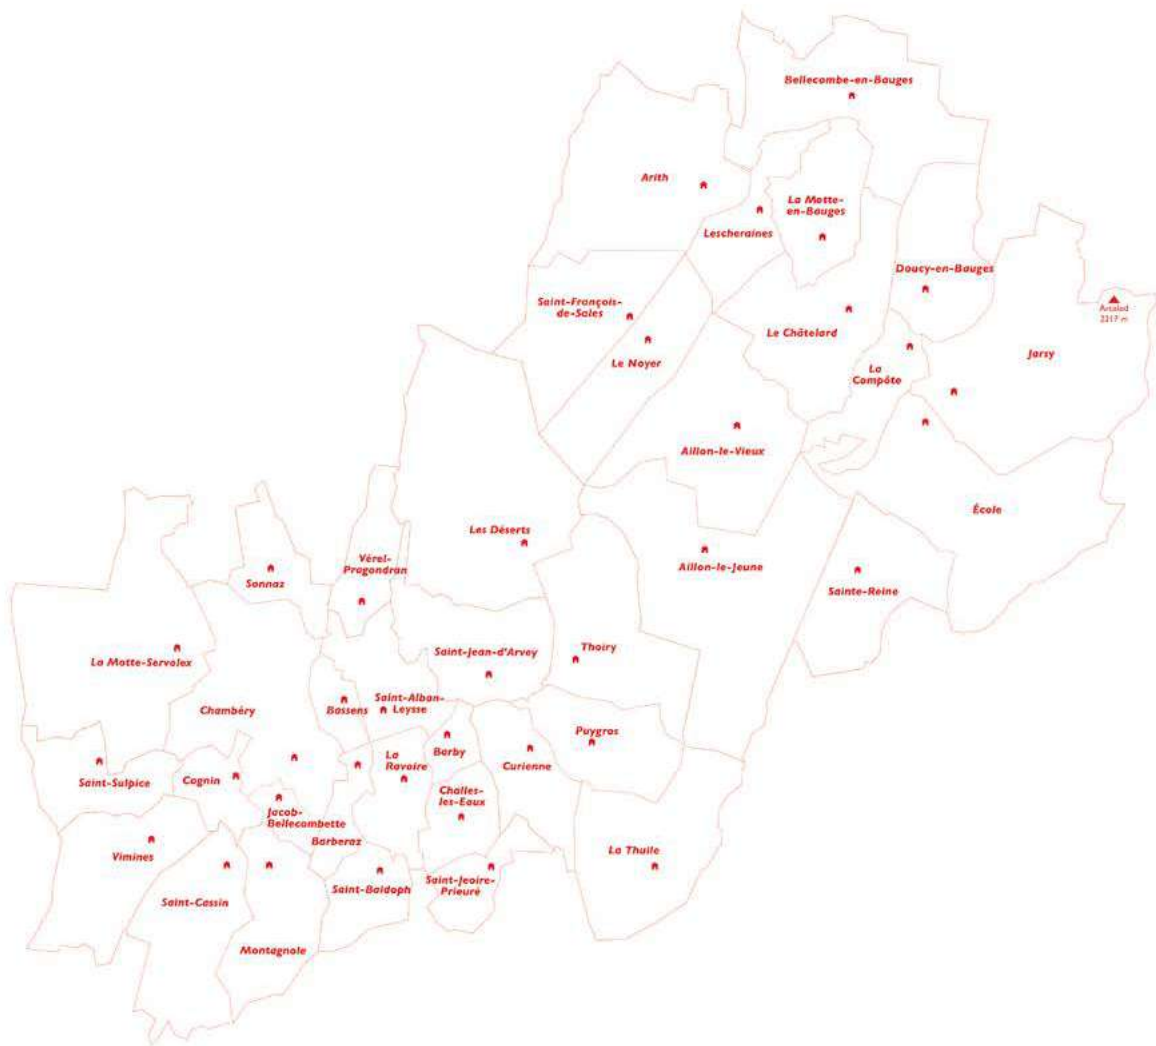 Bellecombe-en-Bauges
Arith
La Motte-
en-Bauges
Lescheraines
Doucy-en-Bauges
Saint-François-
de-Sales
Arcalod
2217 m
Le Châtelard
Jarsy
Le Noyer
La
Compôte
Aillon-le-Vieux
École
Les Déserts
Vérel-
Pragondran
Aillon-le-Jeune
Sonnaz
Sainte-Reine
Thoiry
Saint-Jean-d'Arvey
La Motte-Servolex
Saint-Alban-
Leysse
Bassens
Chambéry
Puygros
Barby
La
Ravoire
Curienne
Cognin
Saint-Sulpice
Challes-
les-Eaux
Jacob-
Bellecombette
Barberaz
La Thuile
Vimines
Saint-Jeoire-
Prieuré
Saint-Baldoph
Saint-Cassin
Montagnole